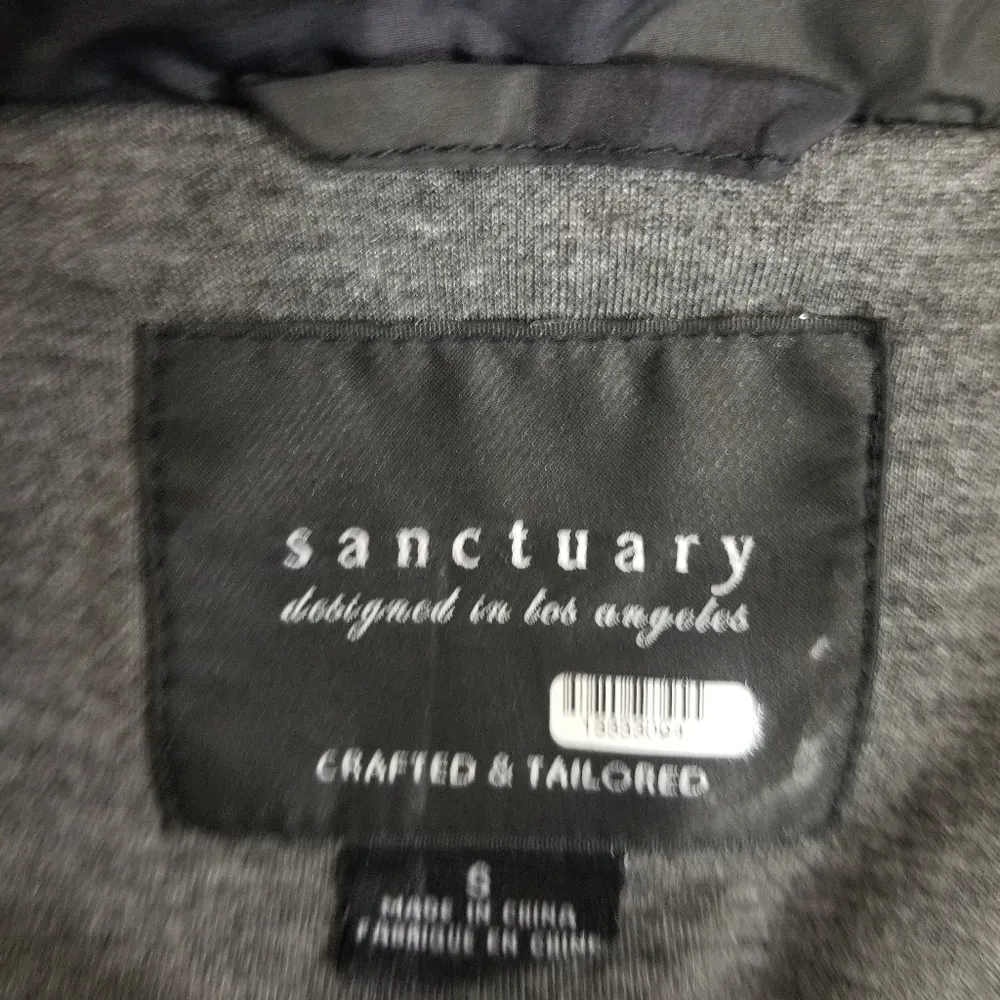 sanctuary
designed in los angeles
CRAFTED & TAILORED
S
MADE IN CHINA
FABRIQUE EN CHINE